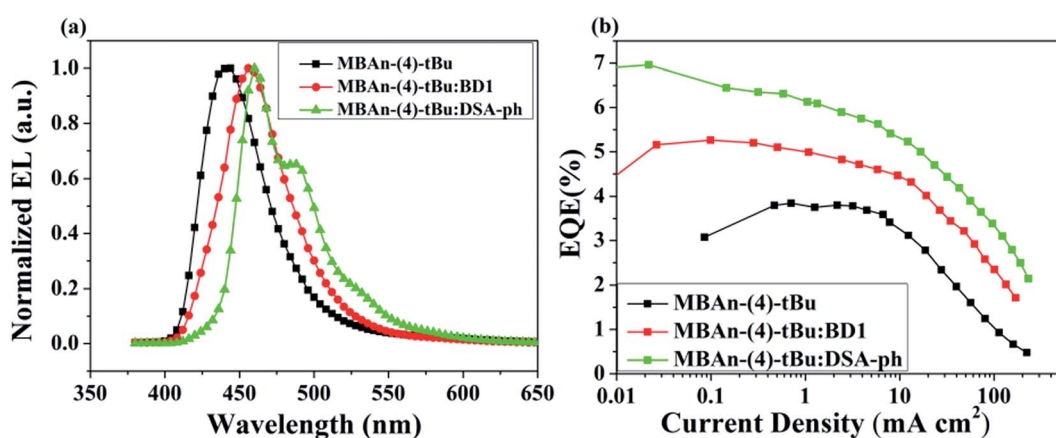 (a)
MBAn-(4)-tBu
MBAn-(4)-tBu:BD1
MBAn-(4)-tBu:DSA-ph
Normalized EL (a.u.)
1.0
0.8
0.6
0.4
0.2
0.0
350 400 450 500 550 600 650
Wavelength (nm)
(b)
EQE(%)
7
6
5
4
3
2
1
0
MBAn-(4)-tBu
MBAn-(4)-tBu:BD1
MBAn-(4)-tBu:DSA-ph
0.01 0.1 1 10 100
Current Density (mA cm²)